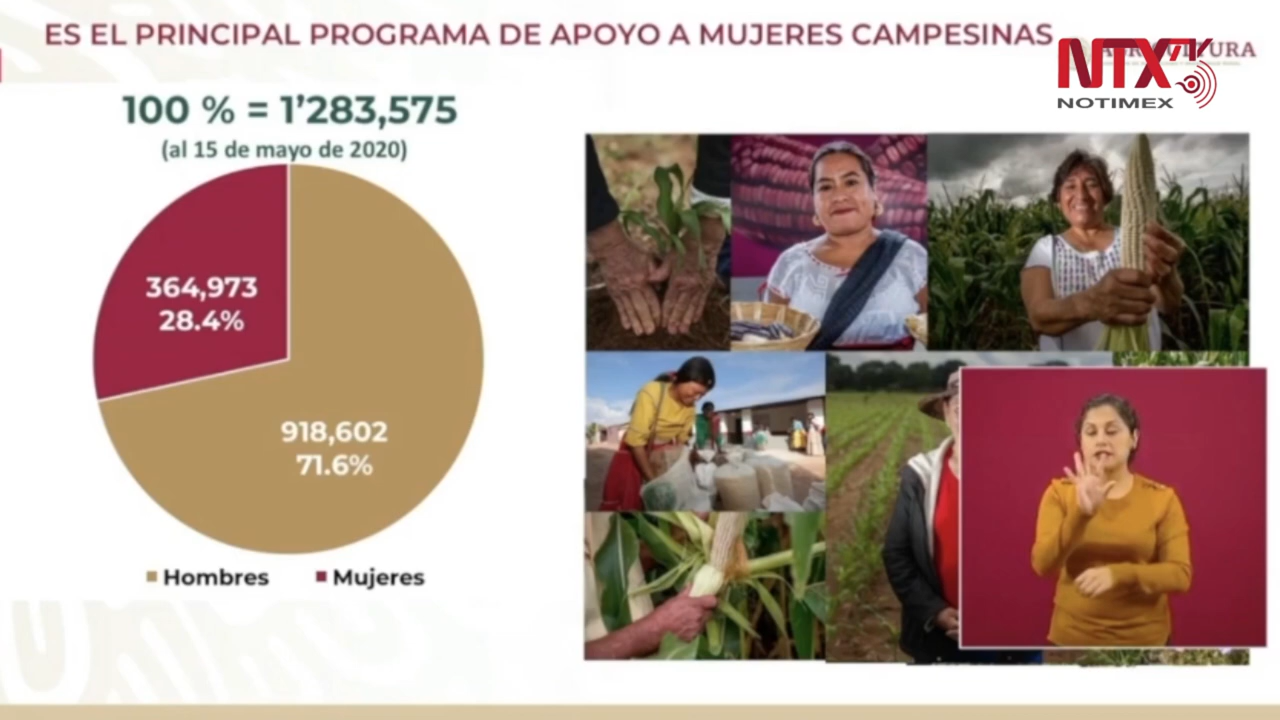 ES EL PRINCIPAL PROGRAMA DE APOYO A MUJERES CAMPESINAS
NTX
NOTIMEX
100 % = 1’283,575
(al 15 de mayo de 2020)
364,973
28.4%
918,602
71.6%
Hombres
Mujeres